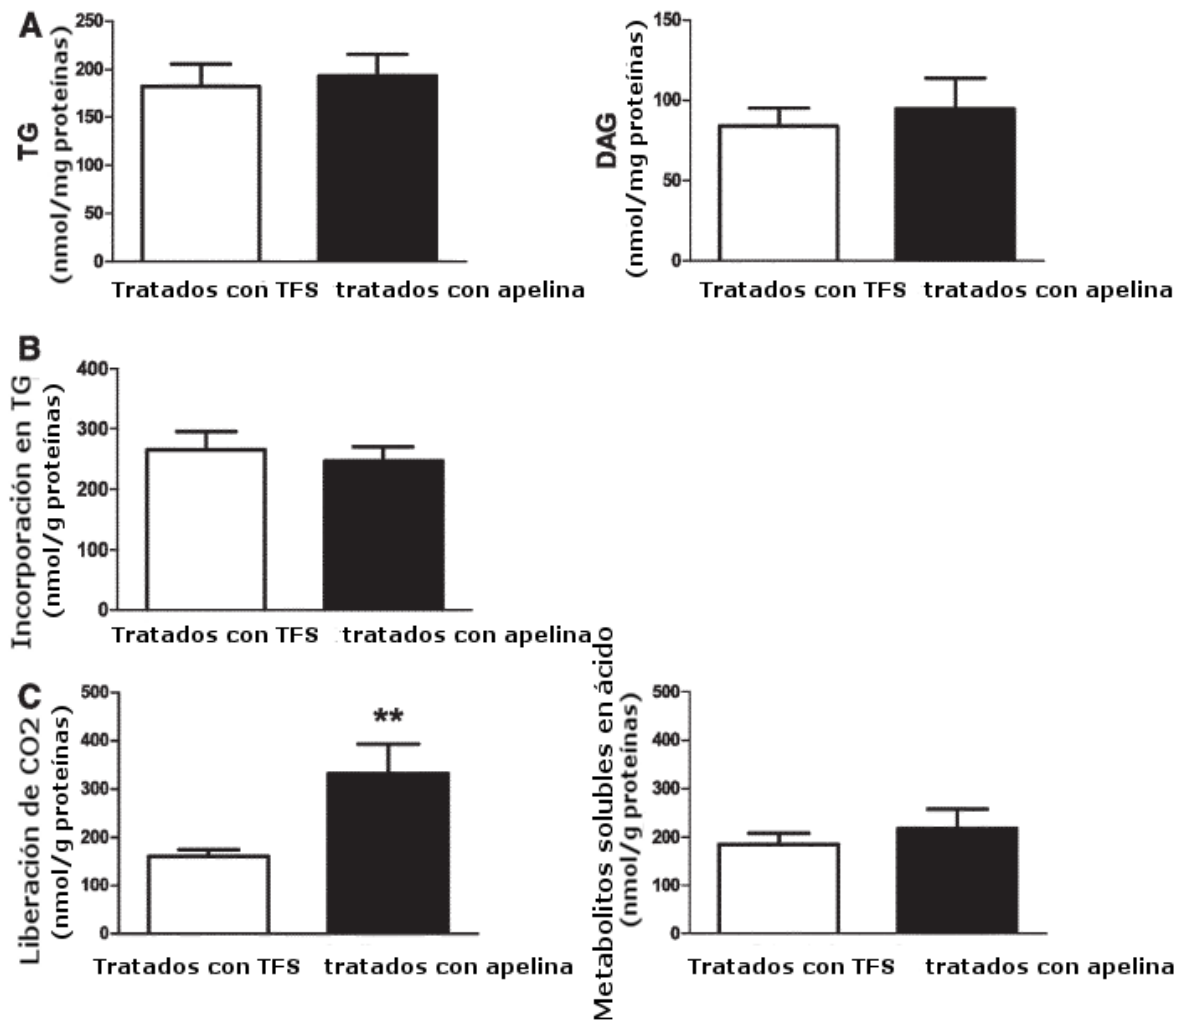 A
TG
(nmol/mg proteínas)
250
200
150
100
50
0
Tratados con TFS tratados con apelina
DAG
(nmol/mg proteínas)
150
100
50
0
Tratados con TFS tratados con apelina
B
Incorporación en TG
(nmol/g proteínas)
400
300
200
100
0
Tratados con TFS tratados con apelina
C
Liberación de CO2
(nmol/g proteínas)
500
400
300
200
100
0
**
Tratados con TFS tratados con apelina
Metabolitos solubles en ácido
(nmol/g proteínas)
500
400
300
200
100
0
Tratados con TFS tratados con apelina